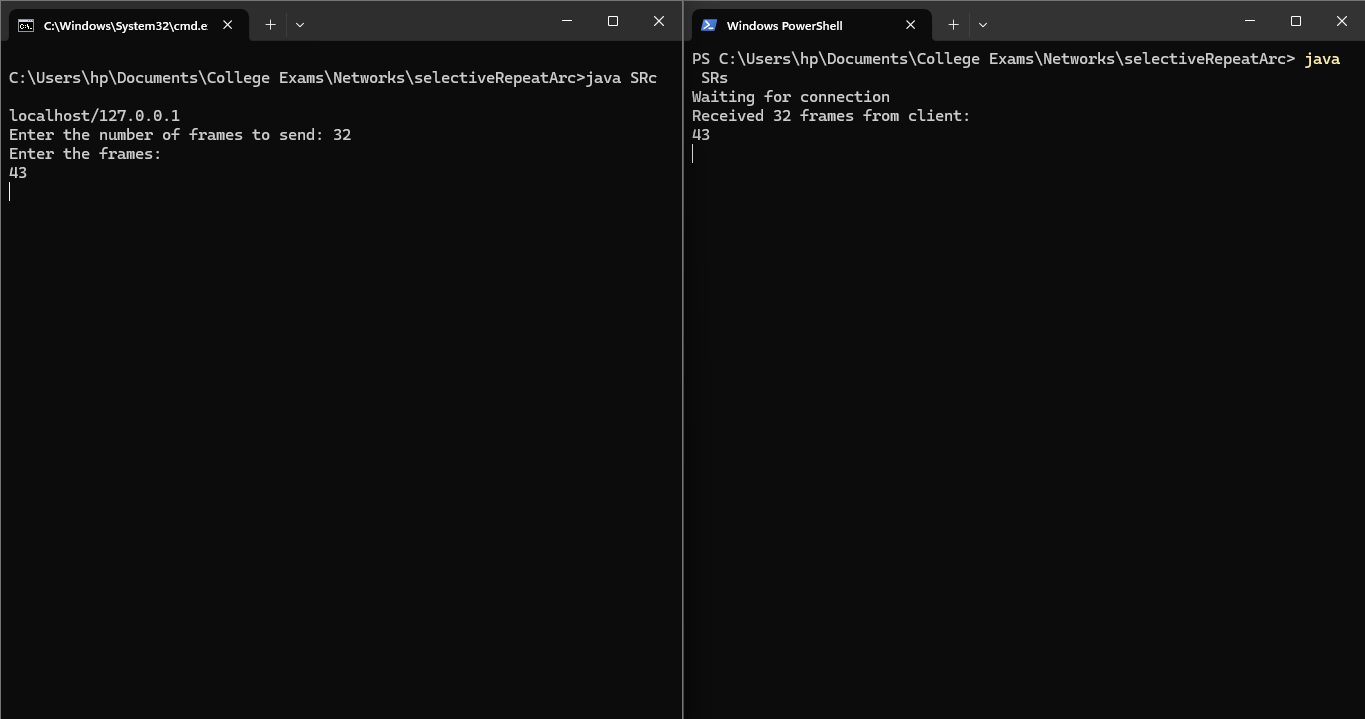 C:\Windows\System32\cmd.e
C:\Users\hp\Documents\College Exams\Networks\selectiveRepeatArc>java SRc
localhost/127.0.0.1
Enter the number of frames to send: 32
Enter the frames:
43
Windows PowerShell
PS C:\Users\hp\Documents\College Exams\Networks\selectiveRepeatArc> java
SRs
Waiting for connection
Received 32 frames from client:
43